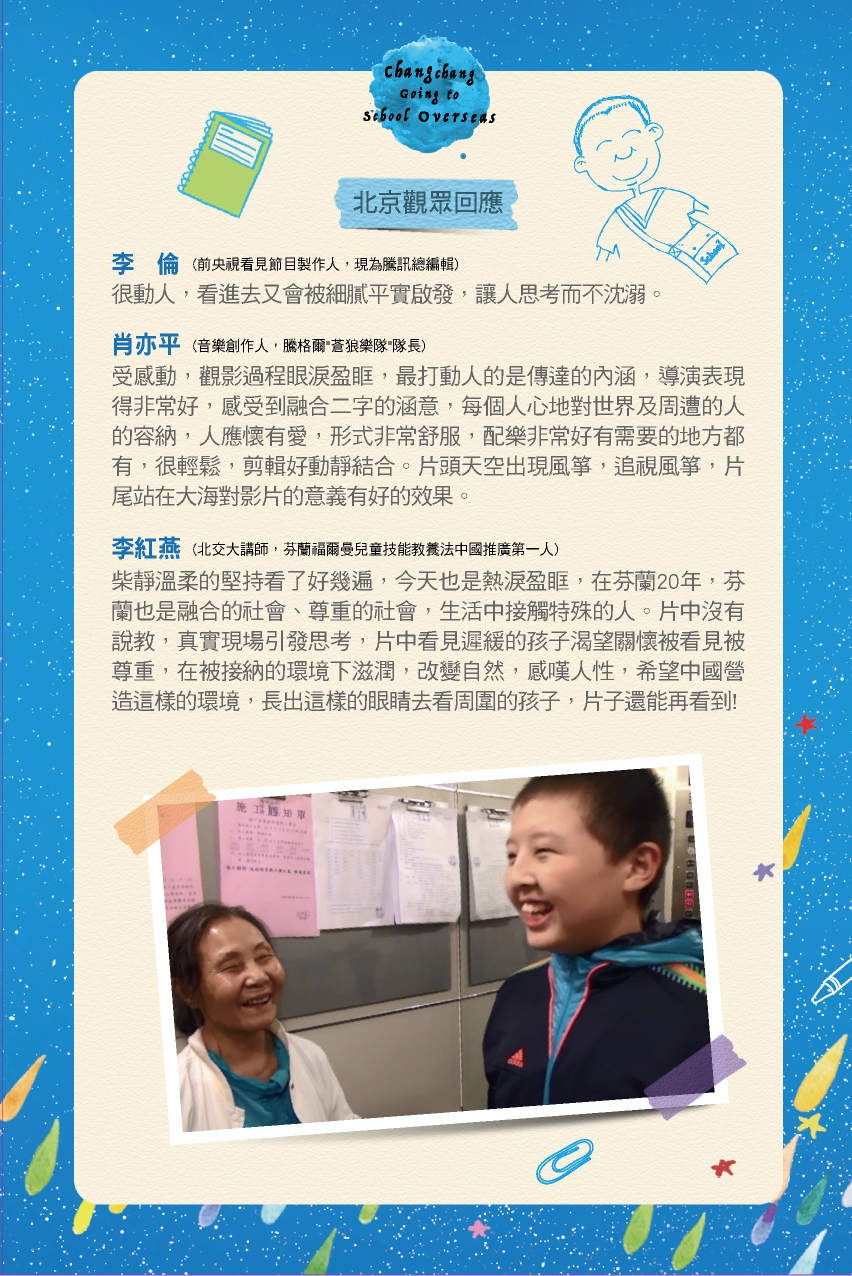 Changchang
Going to
School Overseas
School
北京觀眾回應
李　倫（前央視看見節目製作人，現為騰訊總編輯）
很動人，看進去又會被細膩平實啟發，讓人思考而不沈溺。
肖亦平（音樂創作人，騰格爾"蒼狼樂隊"隊長）
受感動，觀影過程眼淚盈眶，最打動人的是傳達的內涵，導演表現
得非常好，感受到融合二字的涵意，每個人心地對世界及周遭的人
的容納，人應懷有愛，形式非常舒服，配樂非常好有需要的地方都
有，很輕鬆，剪輯好動靜結合。片頭天空出現風箏，追視風箏，片
尾站在大海對影片的意義有好的效果。
李紅燕（北交大講師，芬蘭福爾曼兒童技能教養法中國推廣第一人）
柴靜溫柔的堅持看了好幾遍，今天也是熱淚盈眶，在芬蘭20年，芬
蘭也是融合的社會、尊重的社會，生活中接觸特殊的人。片中沒有
說教，真實現場引發思考，片中看見遲緩的孩子渴望關懷被看見被
尊重，在被接納的環境下滋潤，改變自然，感嘆人性，希望中國營
造這樣的環境，長出這樣的眼睛去看周圍的孩子，片子還能再看到!
施工通知單
adidas